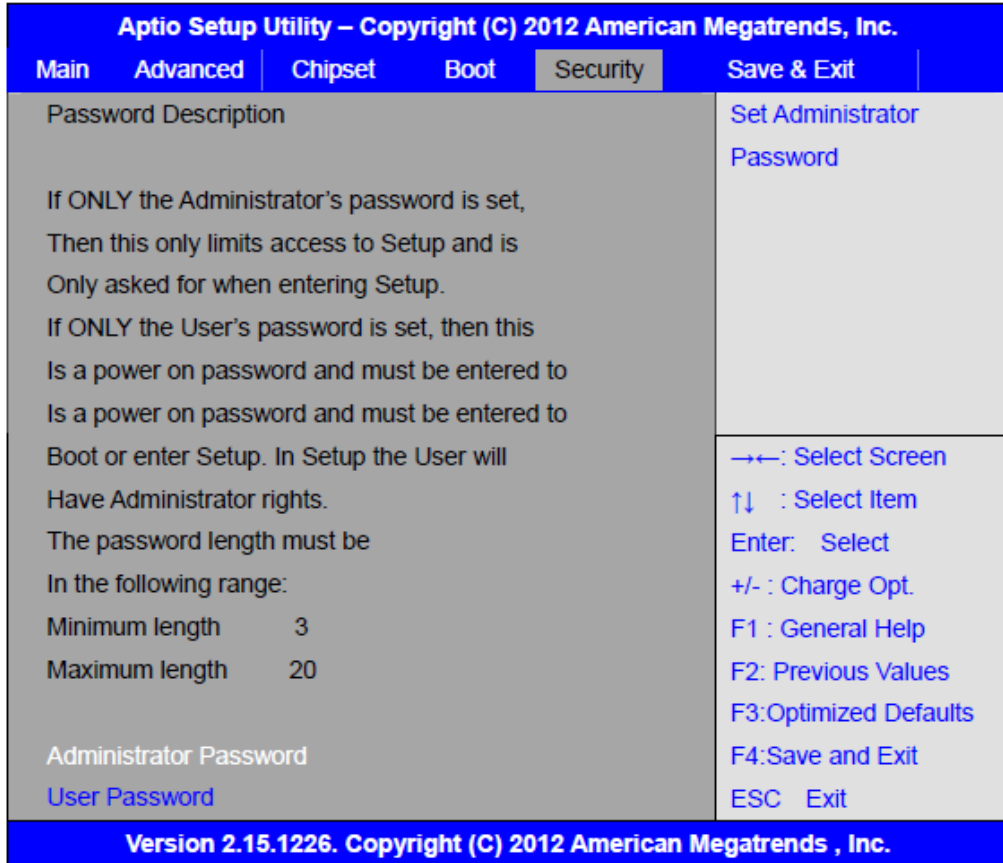 Aptio Setup Utility – Copyright (C) 2012 American Megatrends, Inc.
Main Advanced Chipset Boot Security Save & Exit
Password Description
If ONLY the Administrator's password is set,
Then this only limits access to Setup and is
Only asked for when entering Setup.
If ONLY the User's password is set, then this
Is a power on password and must be entered to
Is a power on password and must be entered to
Boot or enter Setup. In Setup the User will
Have Administrator rights.
The password length must be
In the following range:
Minimum length 3
Maximum length 20
Administrator Password
User Password
Set Administrator
Password
→←: Select Screen
↑↓ : Select Item
Enter: Select
+/- : Charge Opt.
F1 : General Help
F2: Previous Values
F3:Optimized Defaults
F4:Save and Exit
ESC Exit
Version 2.15.1226. Copyright (C) 2012 American Megatrends , Inc.